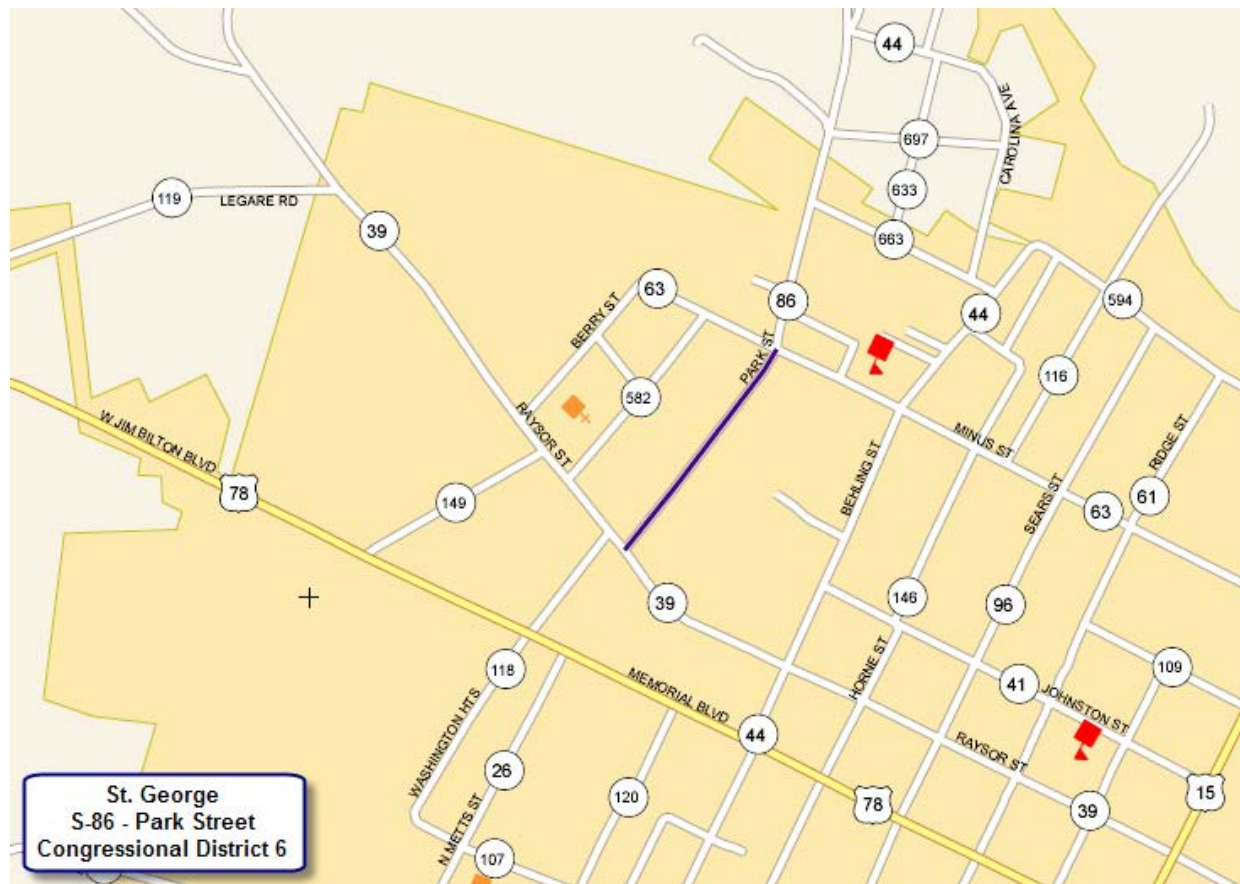 44
697
CAROLINA AVE
633
119
LEGARE RD
39
663
63
86
594
BERRY ST
44
PARK ST
582
116
RAYSOR ST
MINUS ST
RIDGE ST
W JIM BILTON BLVD
78
149
BEHLING ST
SEARS ST
61
63
39
146
96
118
HORNE ST
109
41
MEMORIAL BLVD
JOHNSTON ST
WASHINGTON HTS
44
RAYSOR ST
26
120
78
15
39
N METTS ST
107
St. George
S-86 - Park Street
Congressional District 6